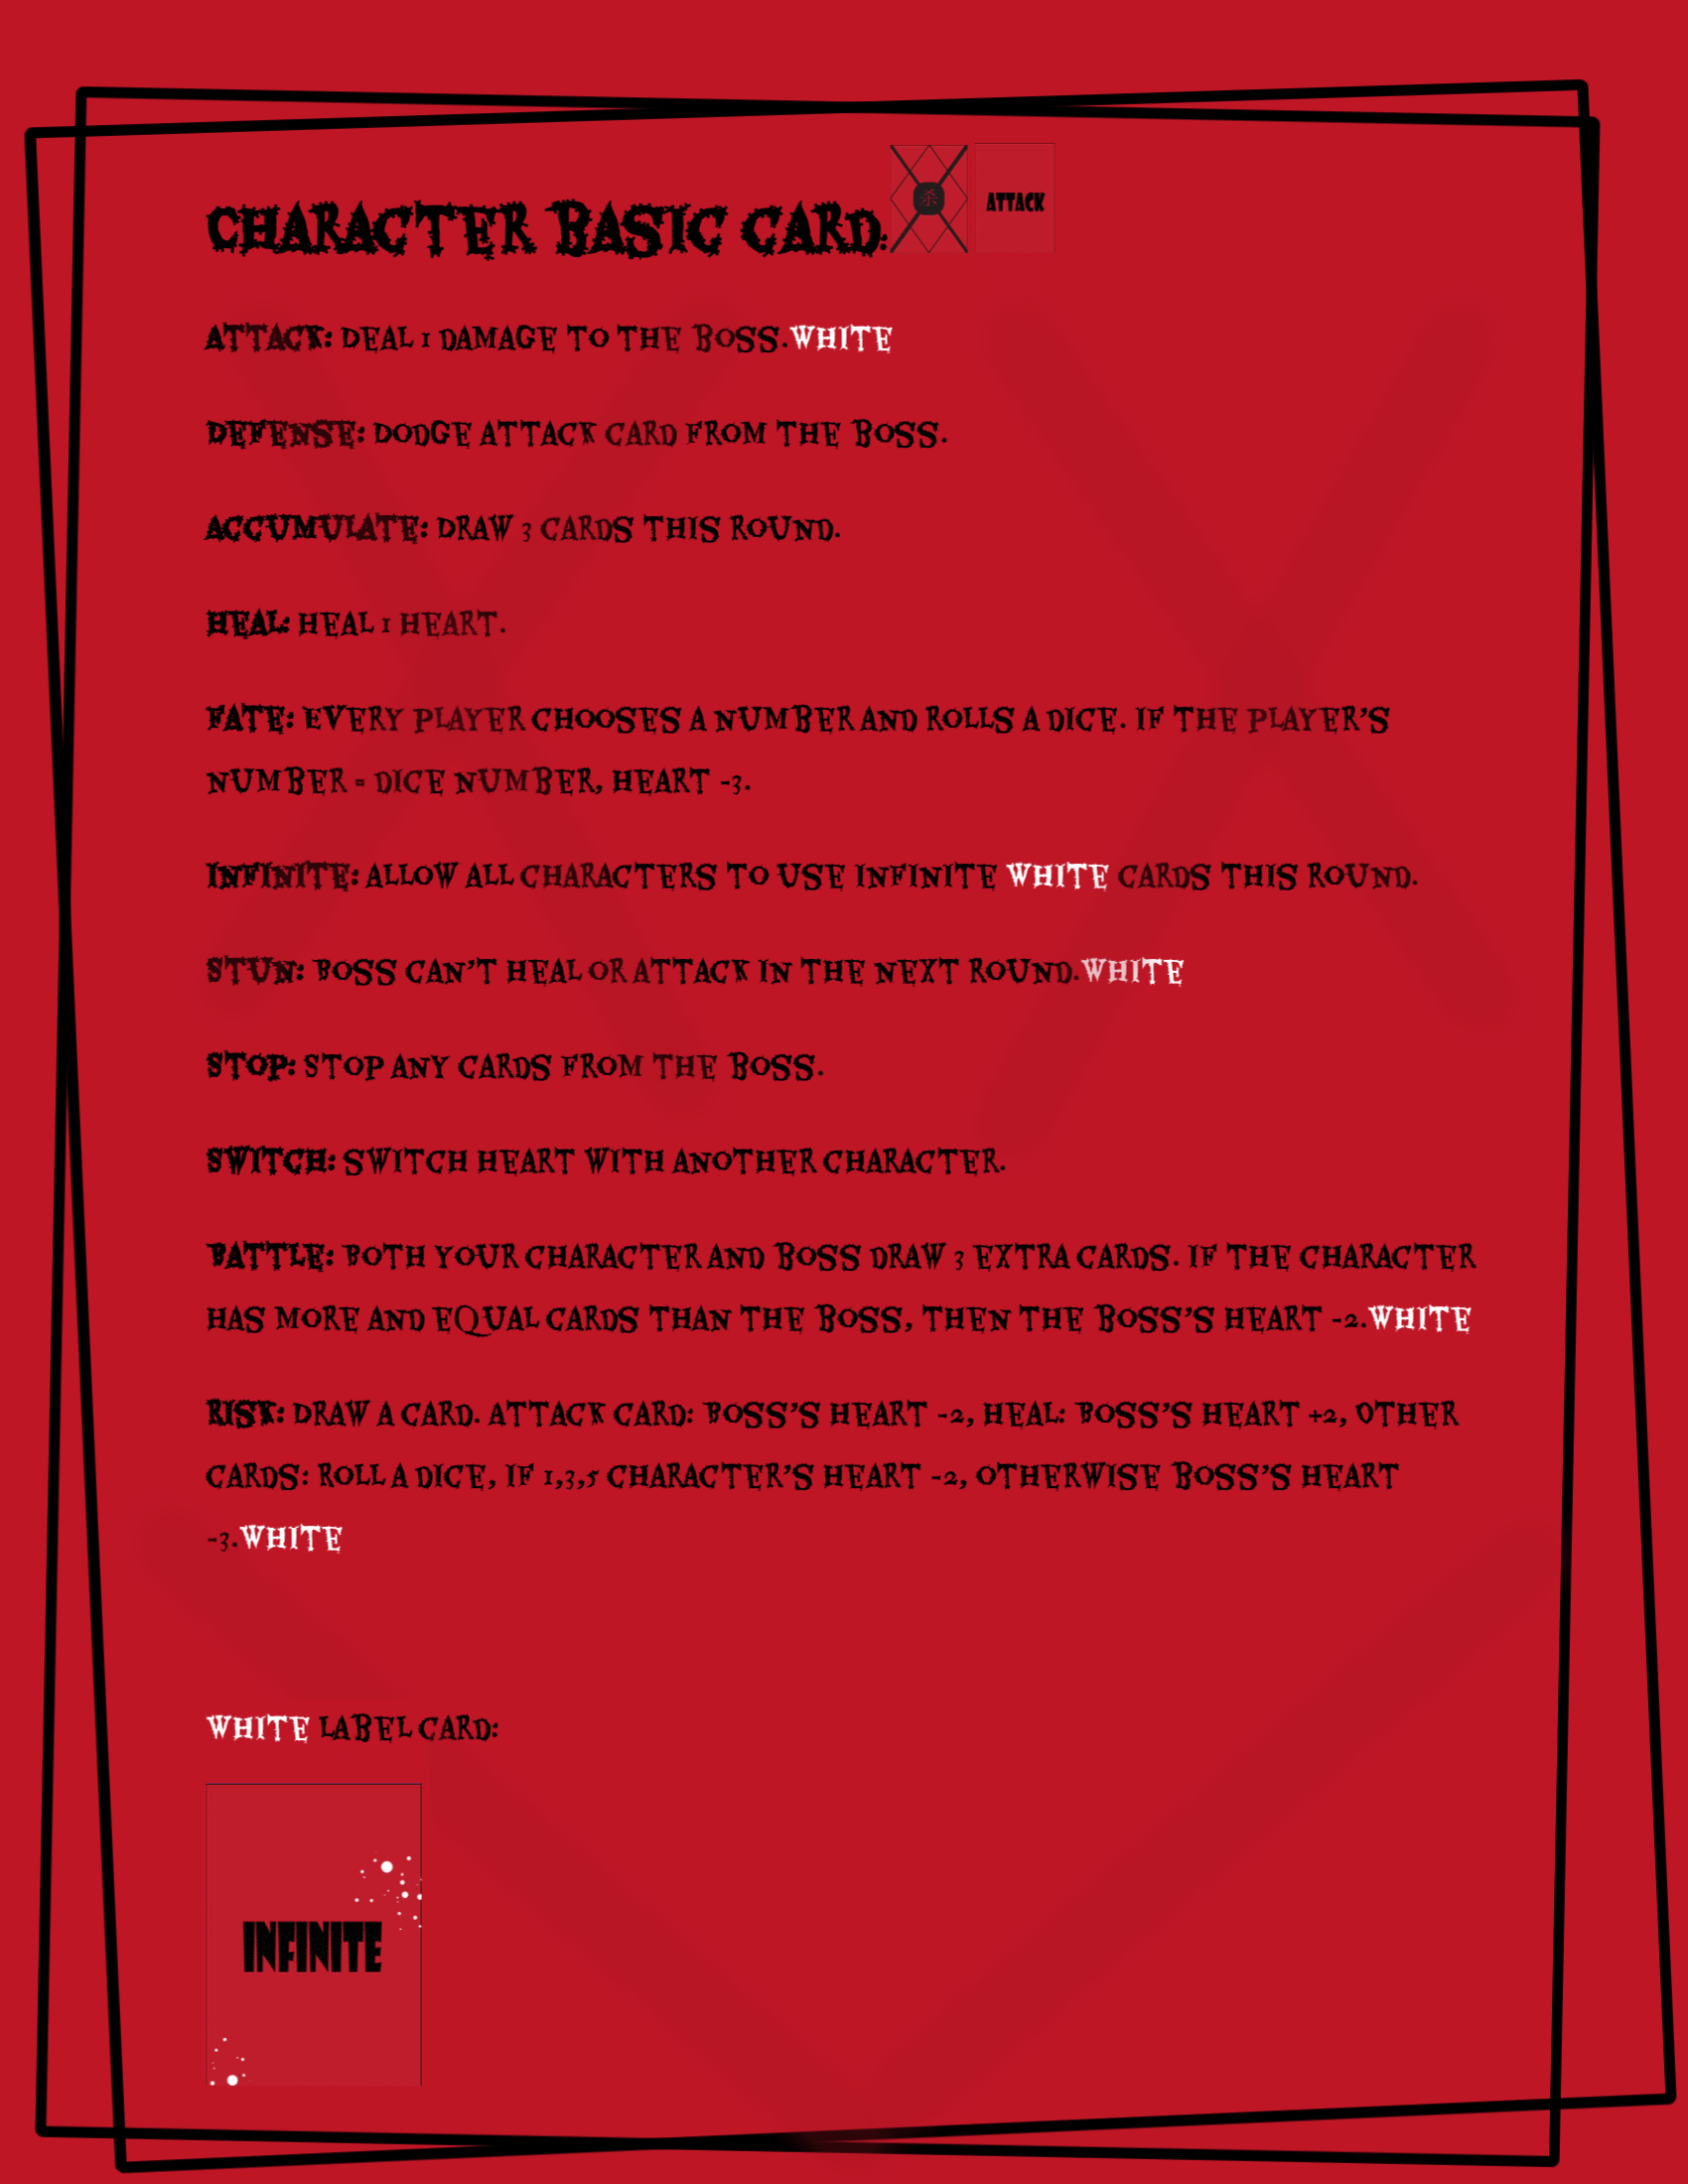 杀 ATTACK
CHARACTER BASIC CARD:
ATTACK: DEAL 1 DAMAGE TO THE BOSS.WHITE
DEFENSE: DODGE ATTACK CARD FROM THE BOSS.
ACCUMULATE: DRAW 3 CARDS THIS ROUND.
HEAL: HEAL 1 HEART.
FATE: EVERY PLAYER CHOOSES A NUMBER AND ROLLS A DICE. IF THE PLAYER'S
NUMBER = DICE NUMBER, HEART -3.
INFINITE: ALLOW ALL CHARACTERS TO USE INFINITE WHITE CARDS THIS ROUND.
STUN: BOSS CAN'T HEAL OR ATTACK IN THE NEXT ROUND.WHITE
STOP: STOP ANY CARDS FROM THE BOSS.
SWITCH: SWITCH HEART WITH ANOTHER CHARACTER.
BATTLE: BOTH YOUR CHARACTER AND BOSS DRAW 3 EXTRA CARDS. IF THE CHARACTER
HAS MORE AND EQUAL CARDS THAN THE BOSS, THEN THE BOSS'S HEART -2.WHITE
RISK: DRAW A CARD. ATTACK CARD: BOSS'S HEART -2, HEAL: BOSS'S HEART +2, OTHER
CARDS: ROLL A DICE, IF 1,3,5 CHARACTER'S HEART -2, OTHERWISE BOSS'S HEART
-3.WHITE
WHITE LABEL CARD:
INFINITE